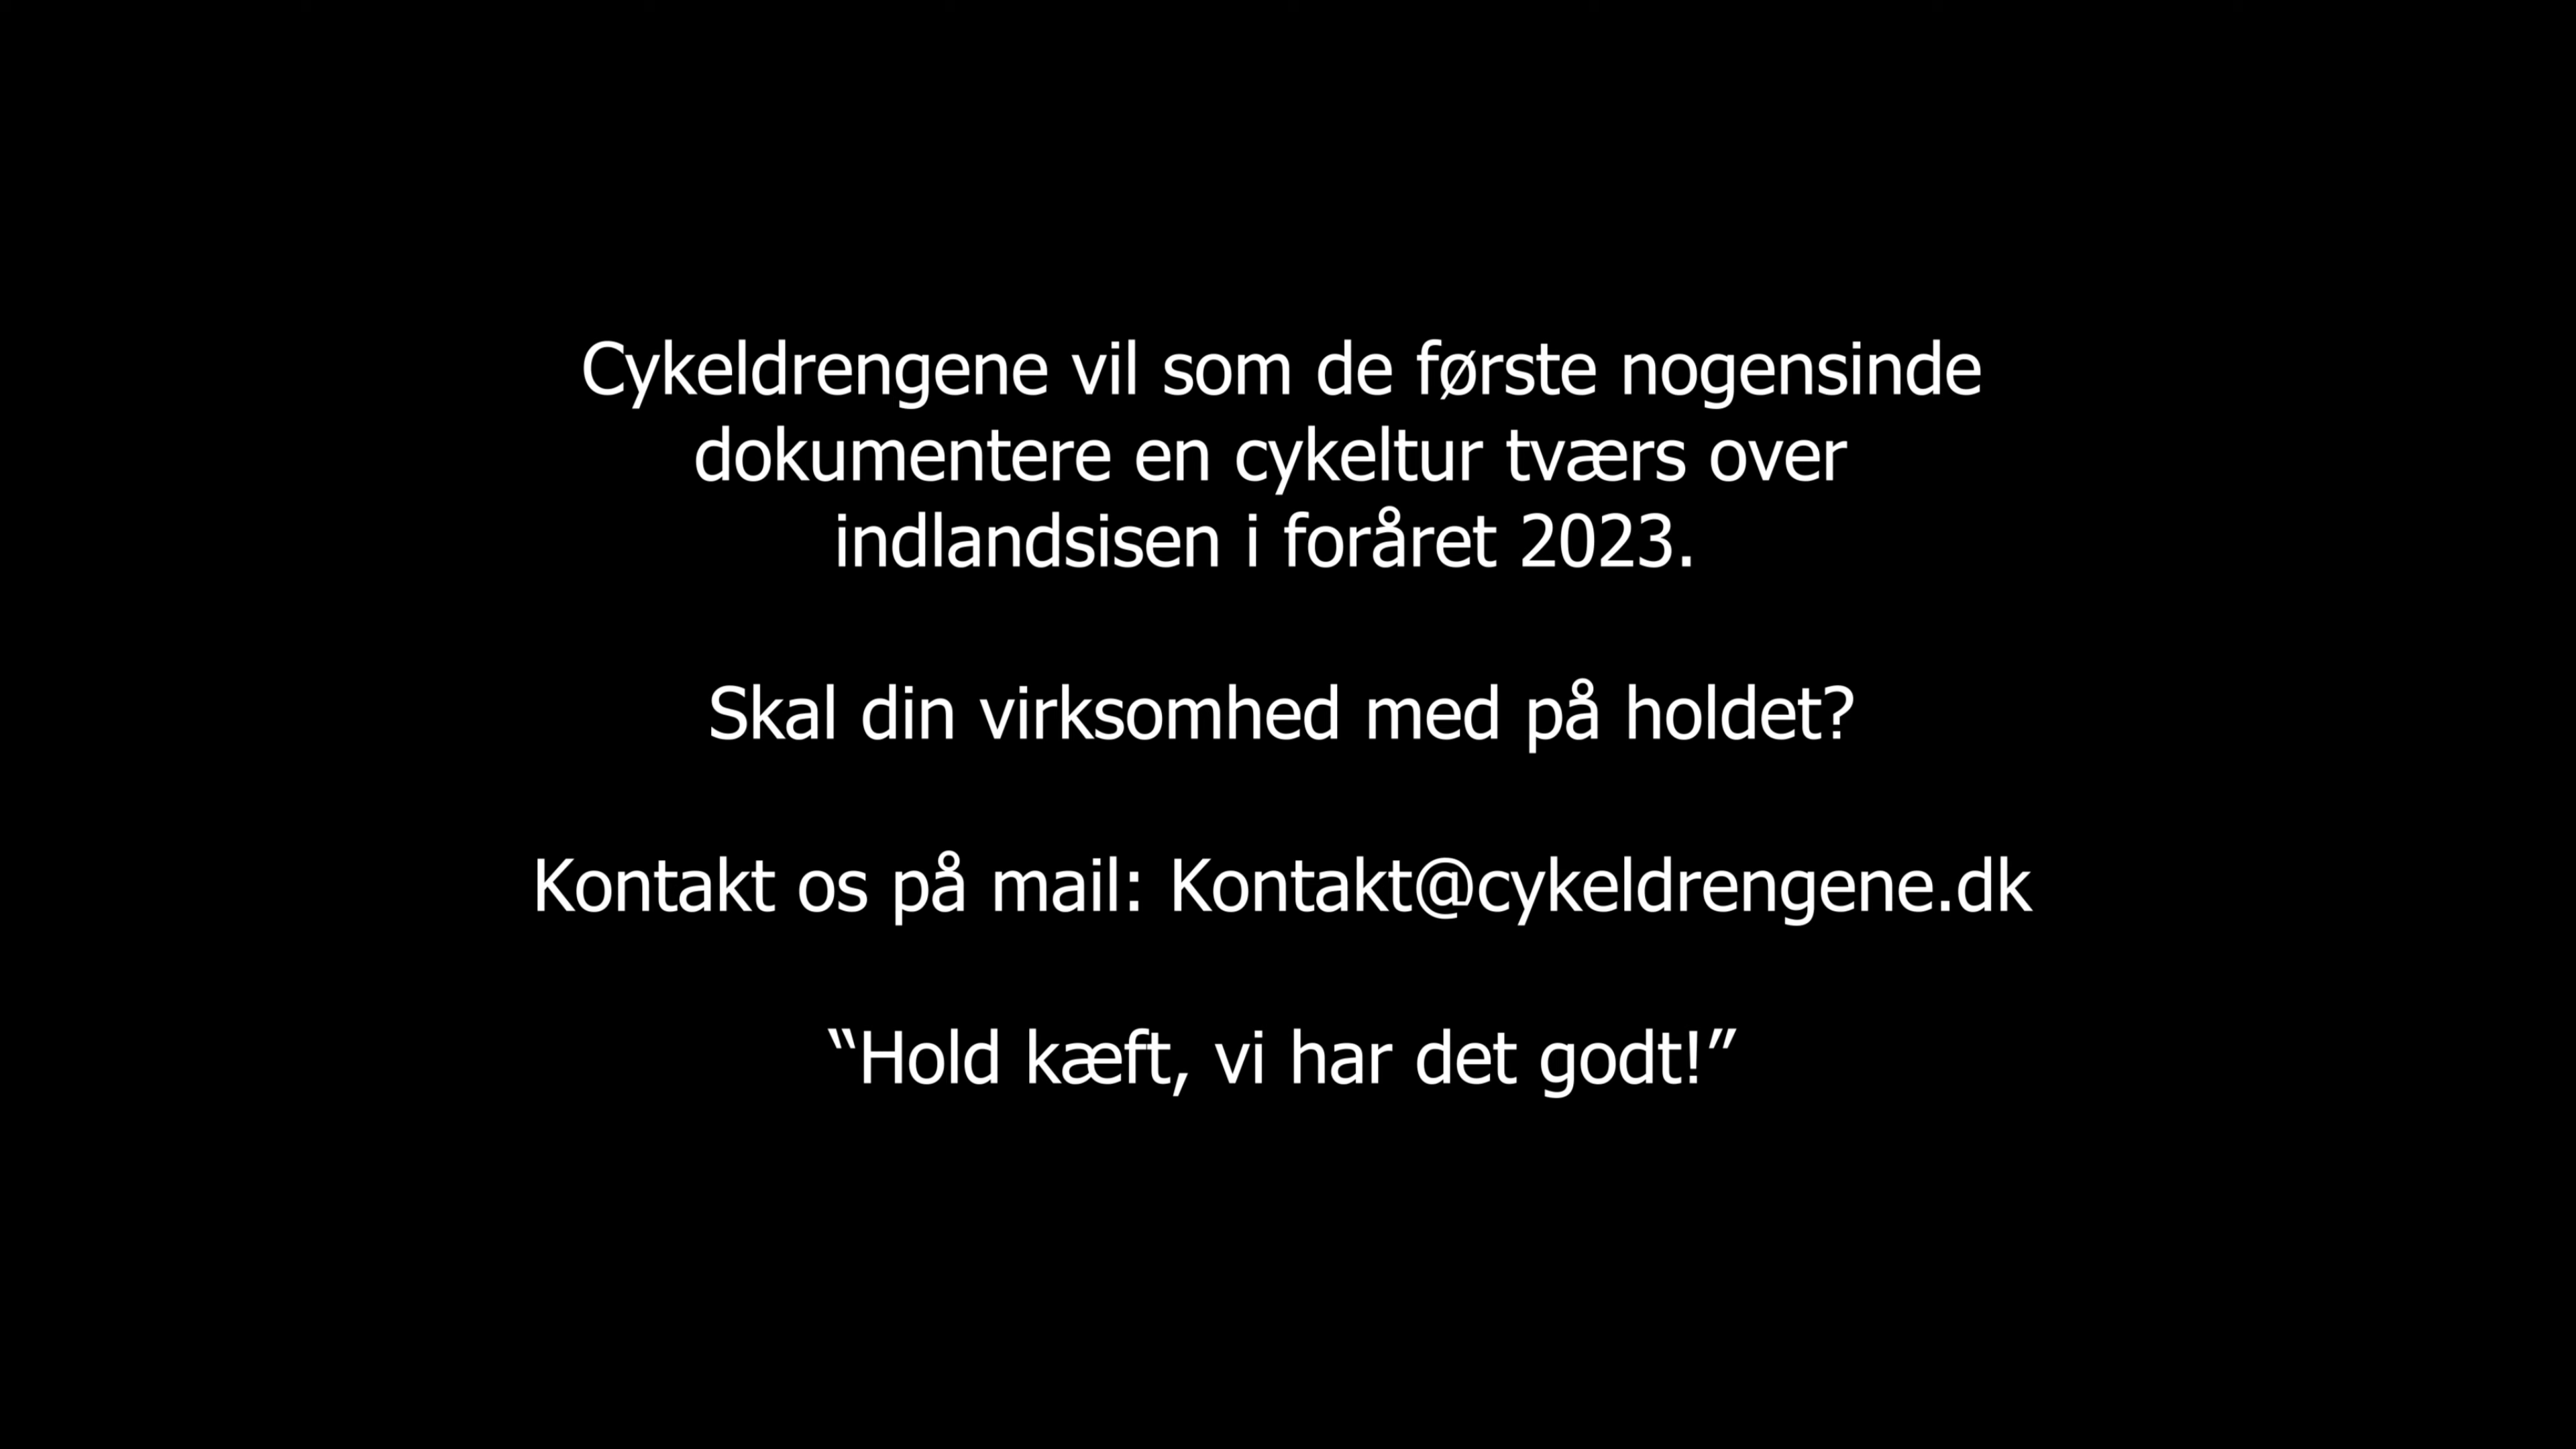 Cykeldrengene vil som de første nogensinde
dokumentere en cykeltur tværs over
indlandsisen i foråret 2023.
Skal din virksomhed med på holdet?
Kontakt os på mail: Kontakt@cykeldrengene.dk
“Hold kæft, vi har det godt!”